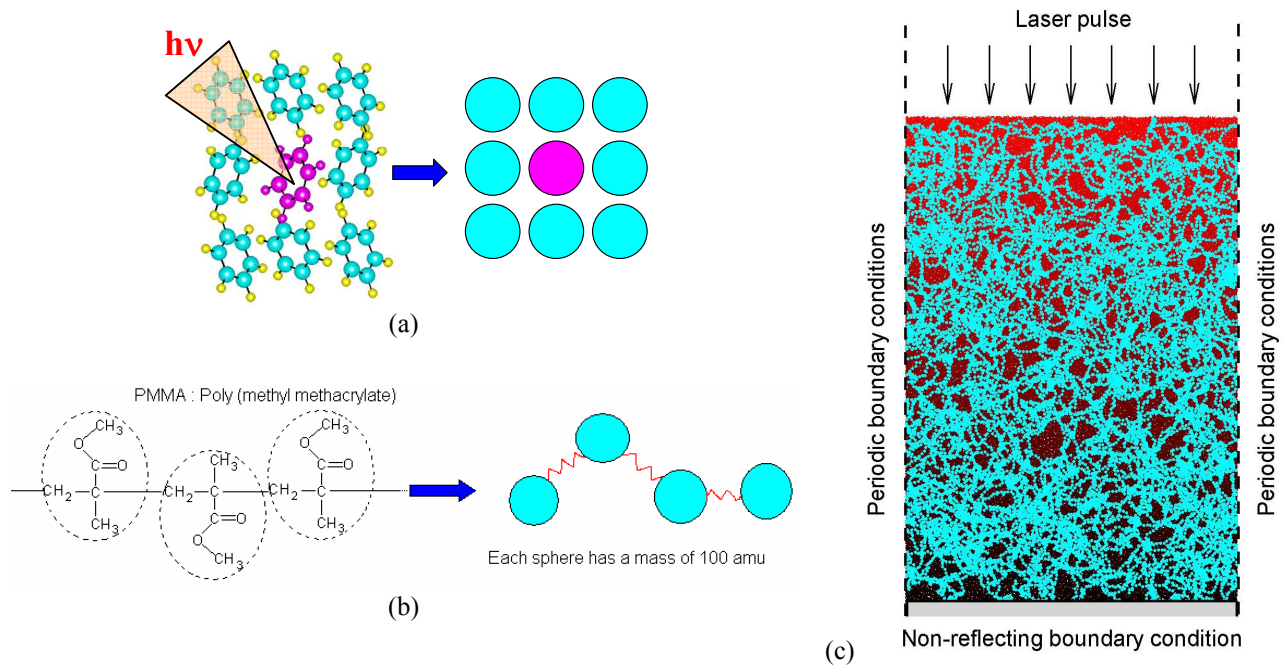 hν
(a)
PMMA : Poly (methyl methacrylate)
O
CH3
C
O
CH2
C
CH3
CH3
CH2
C
C
O
O
CH3
O
CH3
C
O
CH2
C
CH3
Each sphere has a mass of 100 amu
(b)
Laser pulse
Periodic boundary conditions
Periodic boundary conditions
Non-reflecting boundary condition
(c)